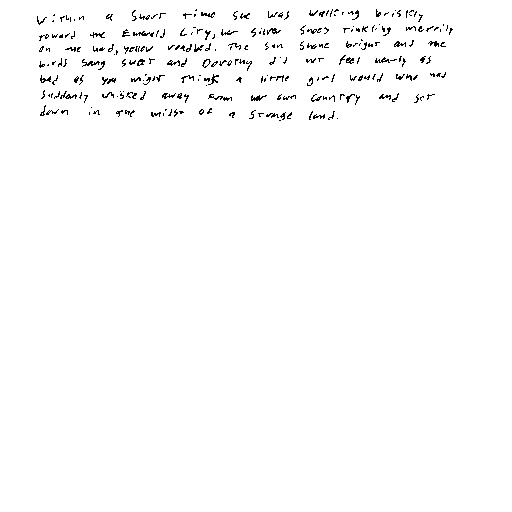 Within a short time she was walking briskly
toward the Emerald City, her silver shoes tinkling merrily
on the hard, yellow roadbed. The sun shone bright and the
birds sang sweet and Dorothy did not feel nearly as
bad as you might think a little girl would who had
suddenly whisked away from her own country and set
down in the midst of a strange land.